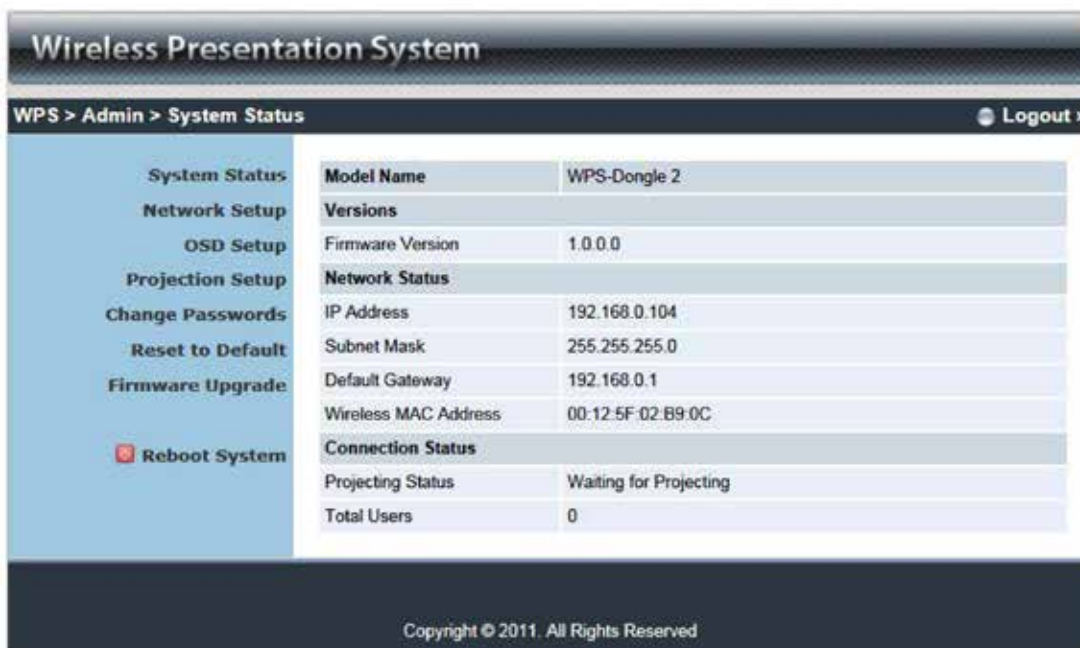 Wireless Presentation System
WPS > Admin > System Status
Logout »
System Status
Network Setup
OSD Setup
Projection Setup
Change Passwords
Reset to Default
Firmware Upgrade
Reboot System
Model Name WPS-Dongle 2
Versions
Firmware Version 1.0.0.0
Network Status
IP Address 192.168.0.104
Subnet Mask 255.255.255.0
Default Gateway 192.168.0.1
Wireless MAC Address 00:12:5F:02:B9:0C
Connection Status
Projecting Status Waiting for Projecting
Total Users 0
Copyright © 2011. All Rights Reserved